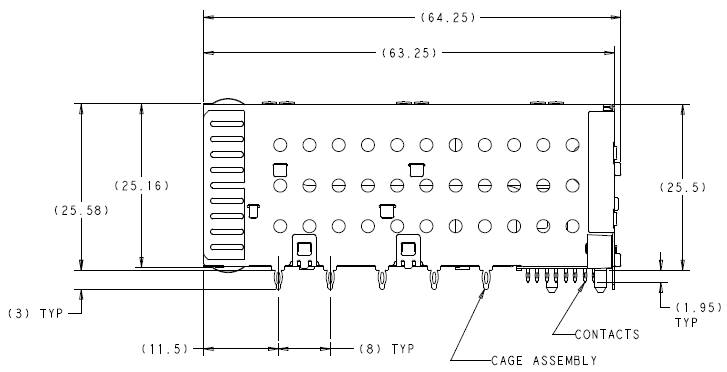 (64.25)
(63.25)
(25.16)
(25.58)
(25.5)
(3) TYP
(1.95)
TYP
CONTACTS
(11.5)
(8) TYP
CAGE ASSEMBLY